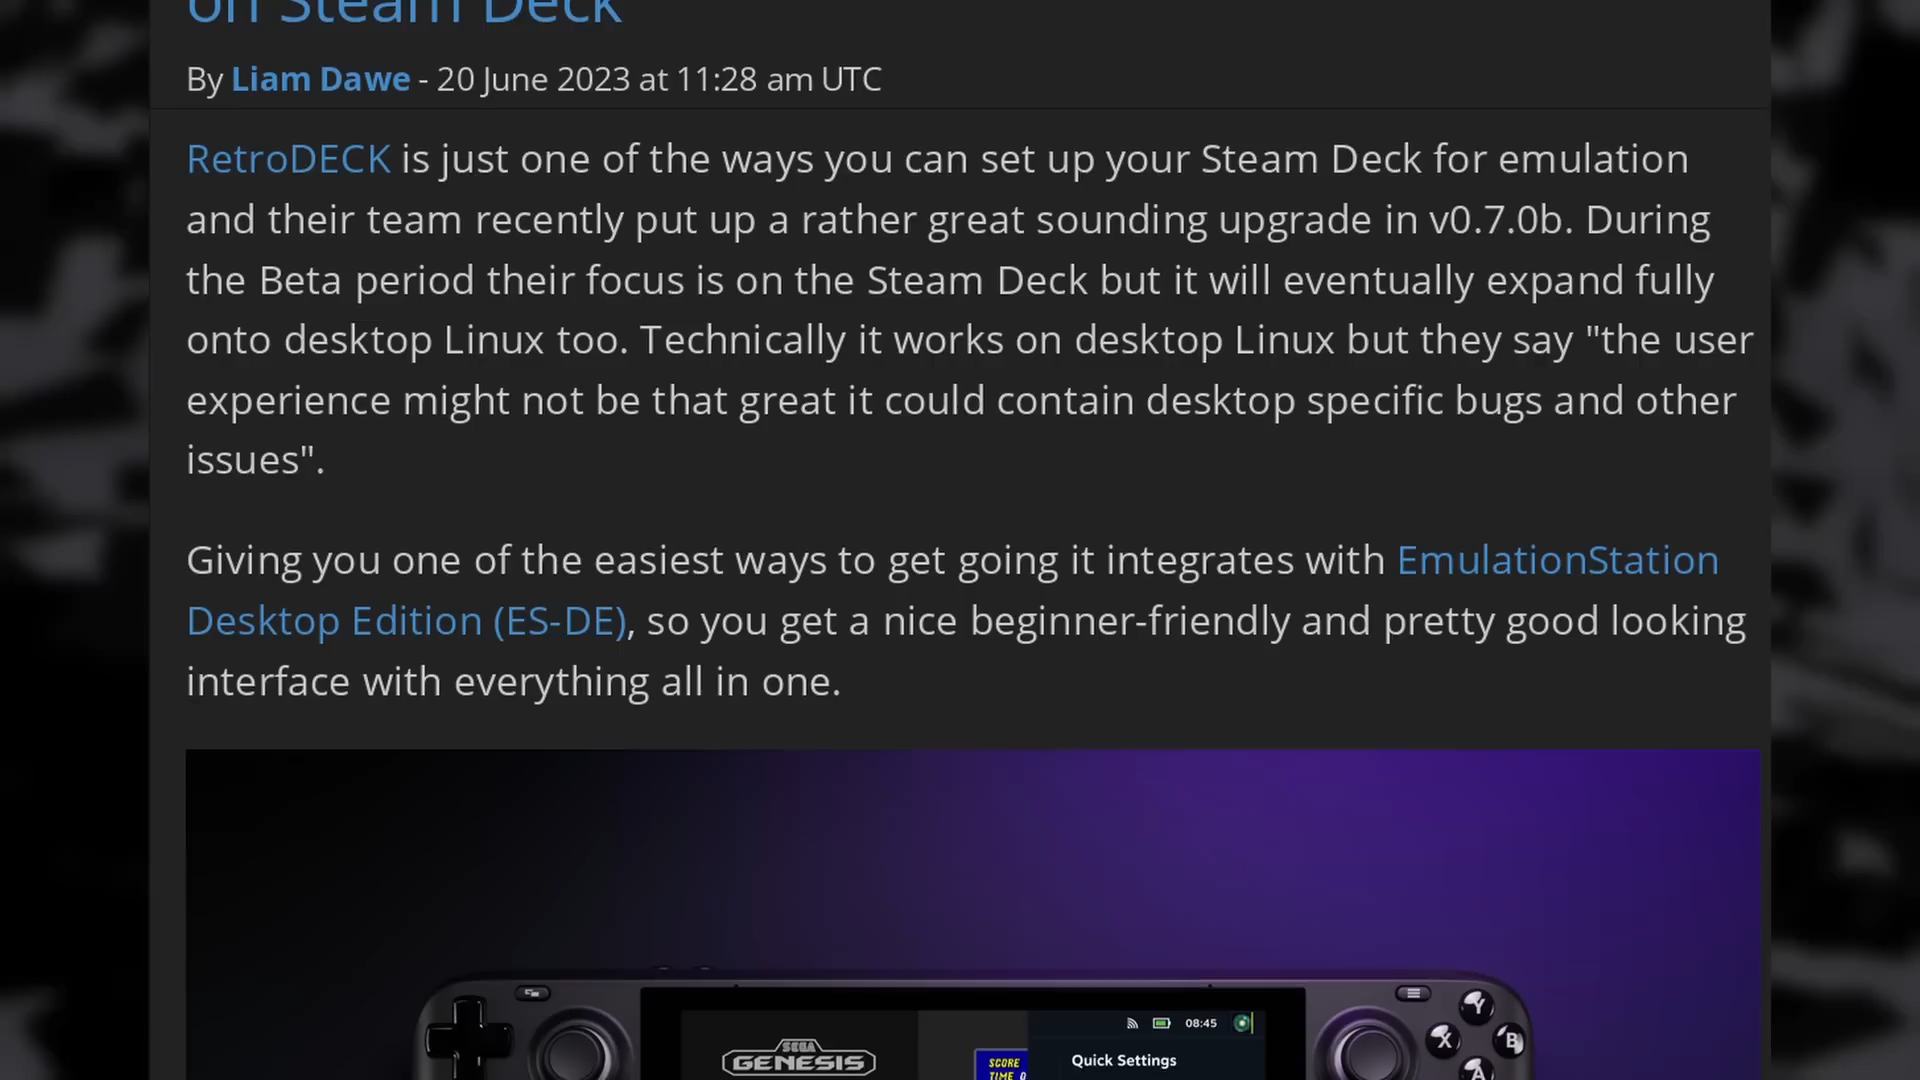 on Steam Deck
By Liam Dawe - 20 June 2023 at 11:28 am UTC
RetroDECK is just one of the ways you can set up your Steam Deck for emulation
and their team recently put up a rather great sounding upgrade in v0.7.0b. During
the Beta period their focus is on the Steam Deck but it will eventually expand fully
onto desktop Linux too. Technically it works on desktop Linux but they say "the user
experience might not be that great it could contain desktop specific bugs and other
issues".
Giving you one of the easiest ways to get going it integrates with EmulationStation
Desktop Edition (ES-DE), so you get a nice beginner-friendly and pretty good looking
interface with everything all in one.
08:45
Y
X B
A
SEGA
GENESIS
SCORE
TIME 0
Quick Settings